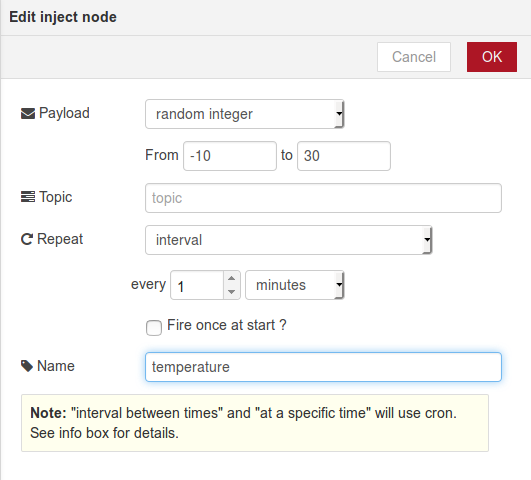 Edit inject node
Cancel OK
Payload random integer
From -10 to 30
Topic topic
Repeat interval
every 1 minutes
Fire once at start ?
Name temperature
Note: "interval between times" and "at a specific time" will use cron.
See info box for details.